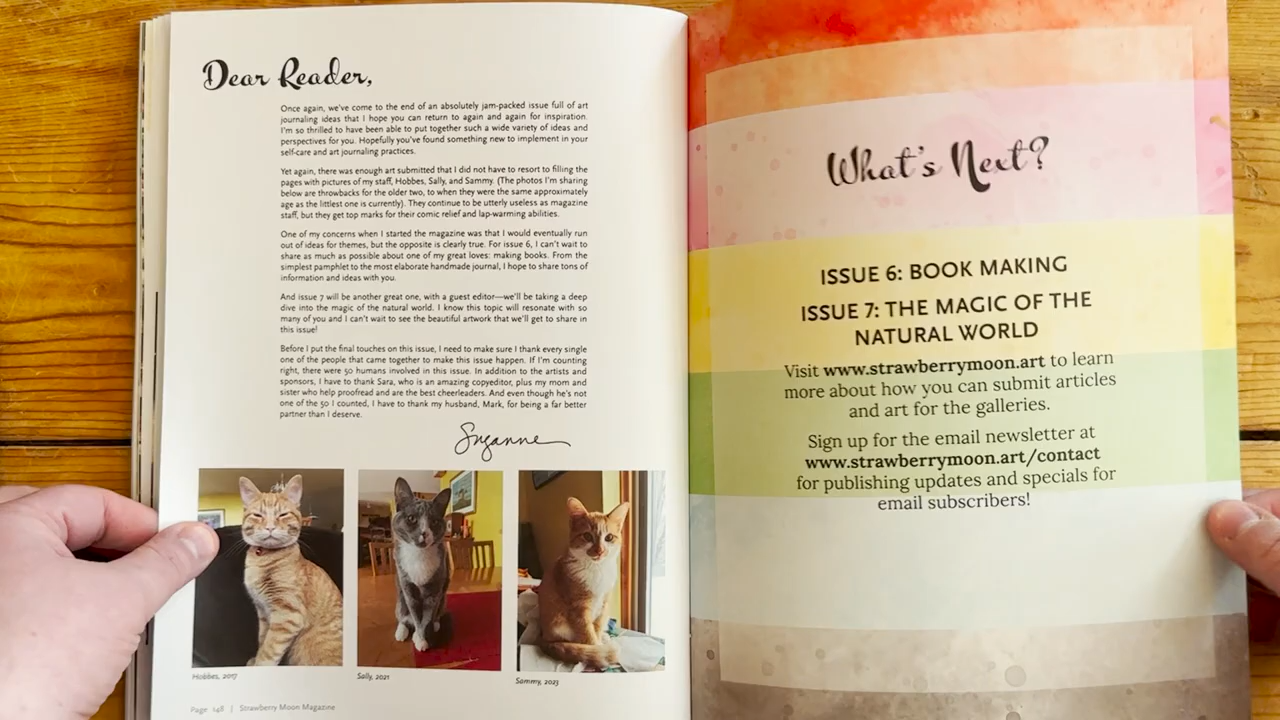 Dear Reader,
Once again, we've come to the end of an absolutely jam-packed issue full of art
journaling ideas that I hope you can return to again and again for inspiration.
I'm so thrilled to have been able to put together such a wide variety of ideas and
perspectives for you. Hopefully you've found something new to implement in your
self-care and art journaling practices.
Yet again, there was enough art submitted that I did not have to resort to filling the
pages with pictures of my staff, Hobbes, Sally, and Sammy. (The photos I'm sharing
below are throwbacks for the older two, to when they were the same approximately
age as the littlest one is currently). They continue to be utterly useless as magazine
staff, but they get top marks for their comic relief and lap-warming abilities.
One of my concerns when I started the magazine was that I would eventually run
out of ideas for themes, but the opposite is clearly true. For issue 6, I can't wait to
share as much as possible about one of my great loves: making books. From the
simplest pamphlet to the most elaborate handmade journal, I hope to share tons of
information and ideas with you.
And issue 7 will be another great one, with a guest editor—we'll be taking a deep
dive into the magic of the natural world. I know this topic will resonate with so
many of you and I can't wait to see the beautiful artwork that we'll get to share in
this issue!
Before I put the final touches on this issue, I need to make sure I thank every single
one of the people that came together to make this issue happen. If I'm counting
right, there were 50 humans involved in this issue. In addition to the artists and
sponsors, I have to thank Sara, who is an amazing copyeditor, plus my mom and
sister who help proofread and are the best cheerleaders. And even though he's not
one of the 50 I counted, I have to thank my husband, Mark, for being a far better
partner than I deserve.
Suzanne
Hobbes, 2017
Sally, 2021
Sammy, 2023
Page 148 | Strawberry Moon Magazine
What's Next?
ISSUE 6: BOOK MAKING
ISSUE 7: THE MAGIC OF THE
NATURAL WORLD
Visit www.strawberrymoon.art to learn
more about how you can submit articles
and art for the galleries.
Sign up for the email newsletter at
www.strawberrymoon.art/contact
for publishing updates and specials for
email subscribers!